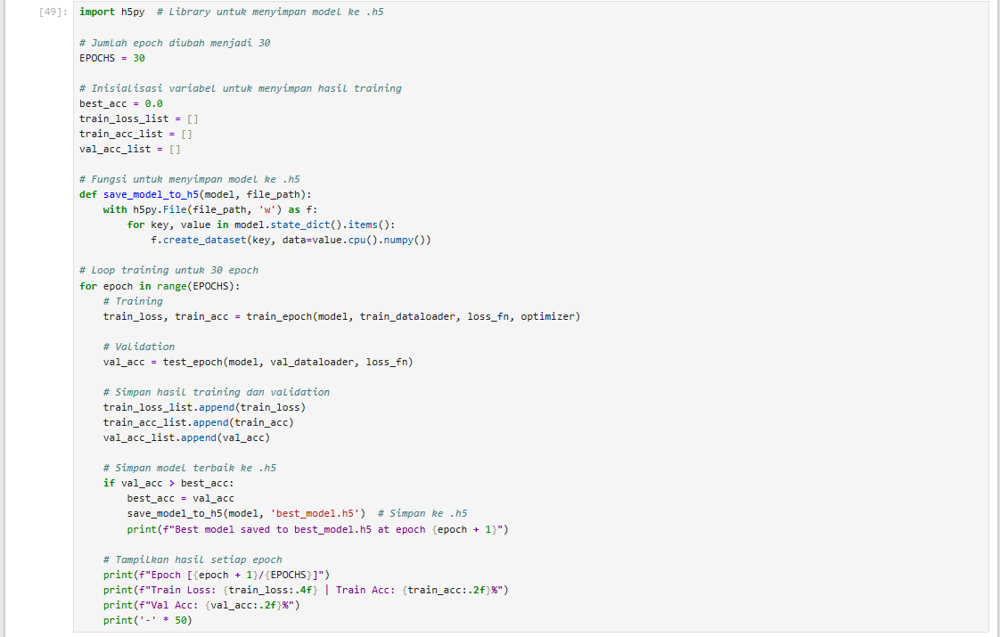 [49]: import h5py  # Library untuk menyimpan model ke .h5
# Jumlah epoch diubah menjadi 30
EPOCHS = 30
# Inisialisasi variabel untuk menyimpan hasil training
best_acc = 0.0
train_loss_list = []
train_acc_list = []
val_acc_list = []
# Fungsi untuk menyimpan model ke .h5
def save_model_to_h5(model, file_path):
    with h5py.File(file_path, 'w') as f:
        for key, value in model.state_dict().items():
            f.create_dataset(key, data=value.cpu().numpy())
# Loop training untuk 30 epoch
for epoch in range(EPOCHS):
    # Training
    train_loss, train_acc = train_epoch(model, train_dataloader, loss_fn, optimizer)
    # Validation
    val_acc = test_epoch(model, val_dataloader, loss_fn)
    # Simpan hasil training dan validation
    train_loss_list.append(train_loss)
    train_acc_list.append(train_acc)
    val_acc_list.append(val_acc)
    # Simpan model terbaik ke .h5
    if val_acc > best_acc:
        best_acc = val_acc
        save_model_to_h5(model, 'best_model.h5')  # Simpan ke .h5
        print(f"Best model saved to best_model.h5 at epoch {epoch + 1}")
    # Tampilkan hasil setiap epoch
    print(f"Epoch [{epoch + 1}/{EPOCHS}]")
    print(f"Train Loss: {train_loss:.4f} | Train Acc: {train_acc:.2f}%")
    print(f"Val Acc: {val_acc:.2f}%")
    print('-' * 50)